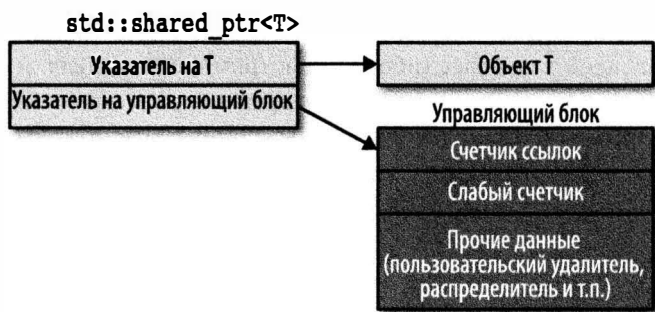 std::shared_ptr<T>
Указатель на T
Объект T
Указатель на управляющий блок
Управляющий блок
Счетчик ссылок
Слабый счетчик
Прочие данные
(пользовательский удалитель,
распределитель и т.п.)